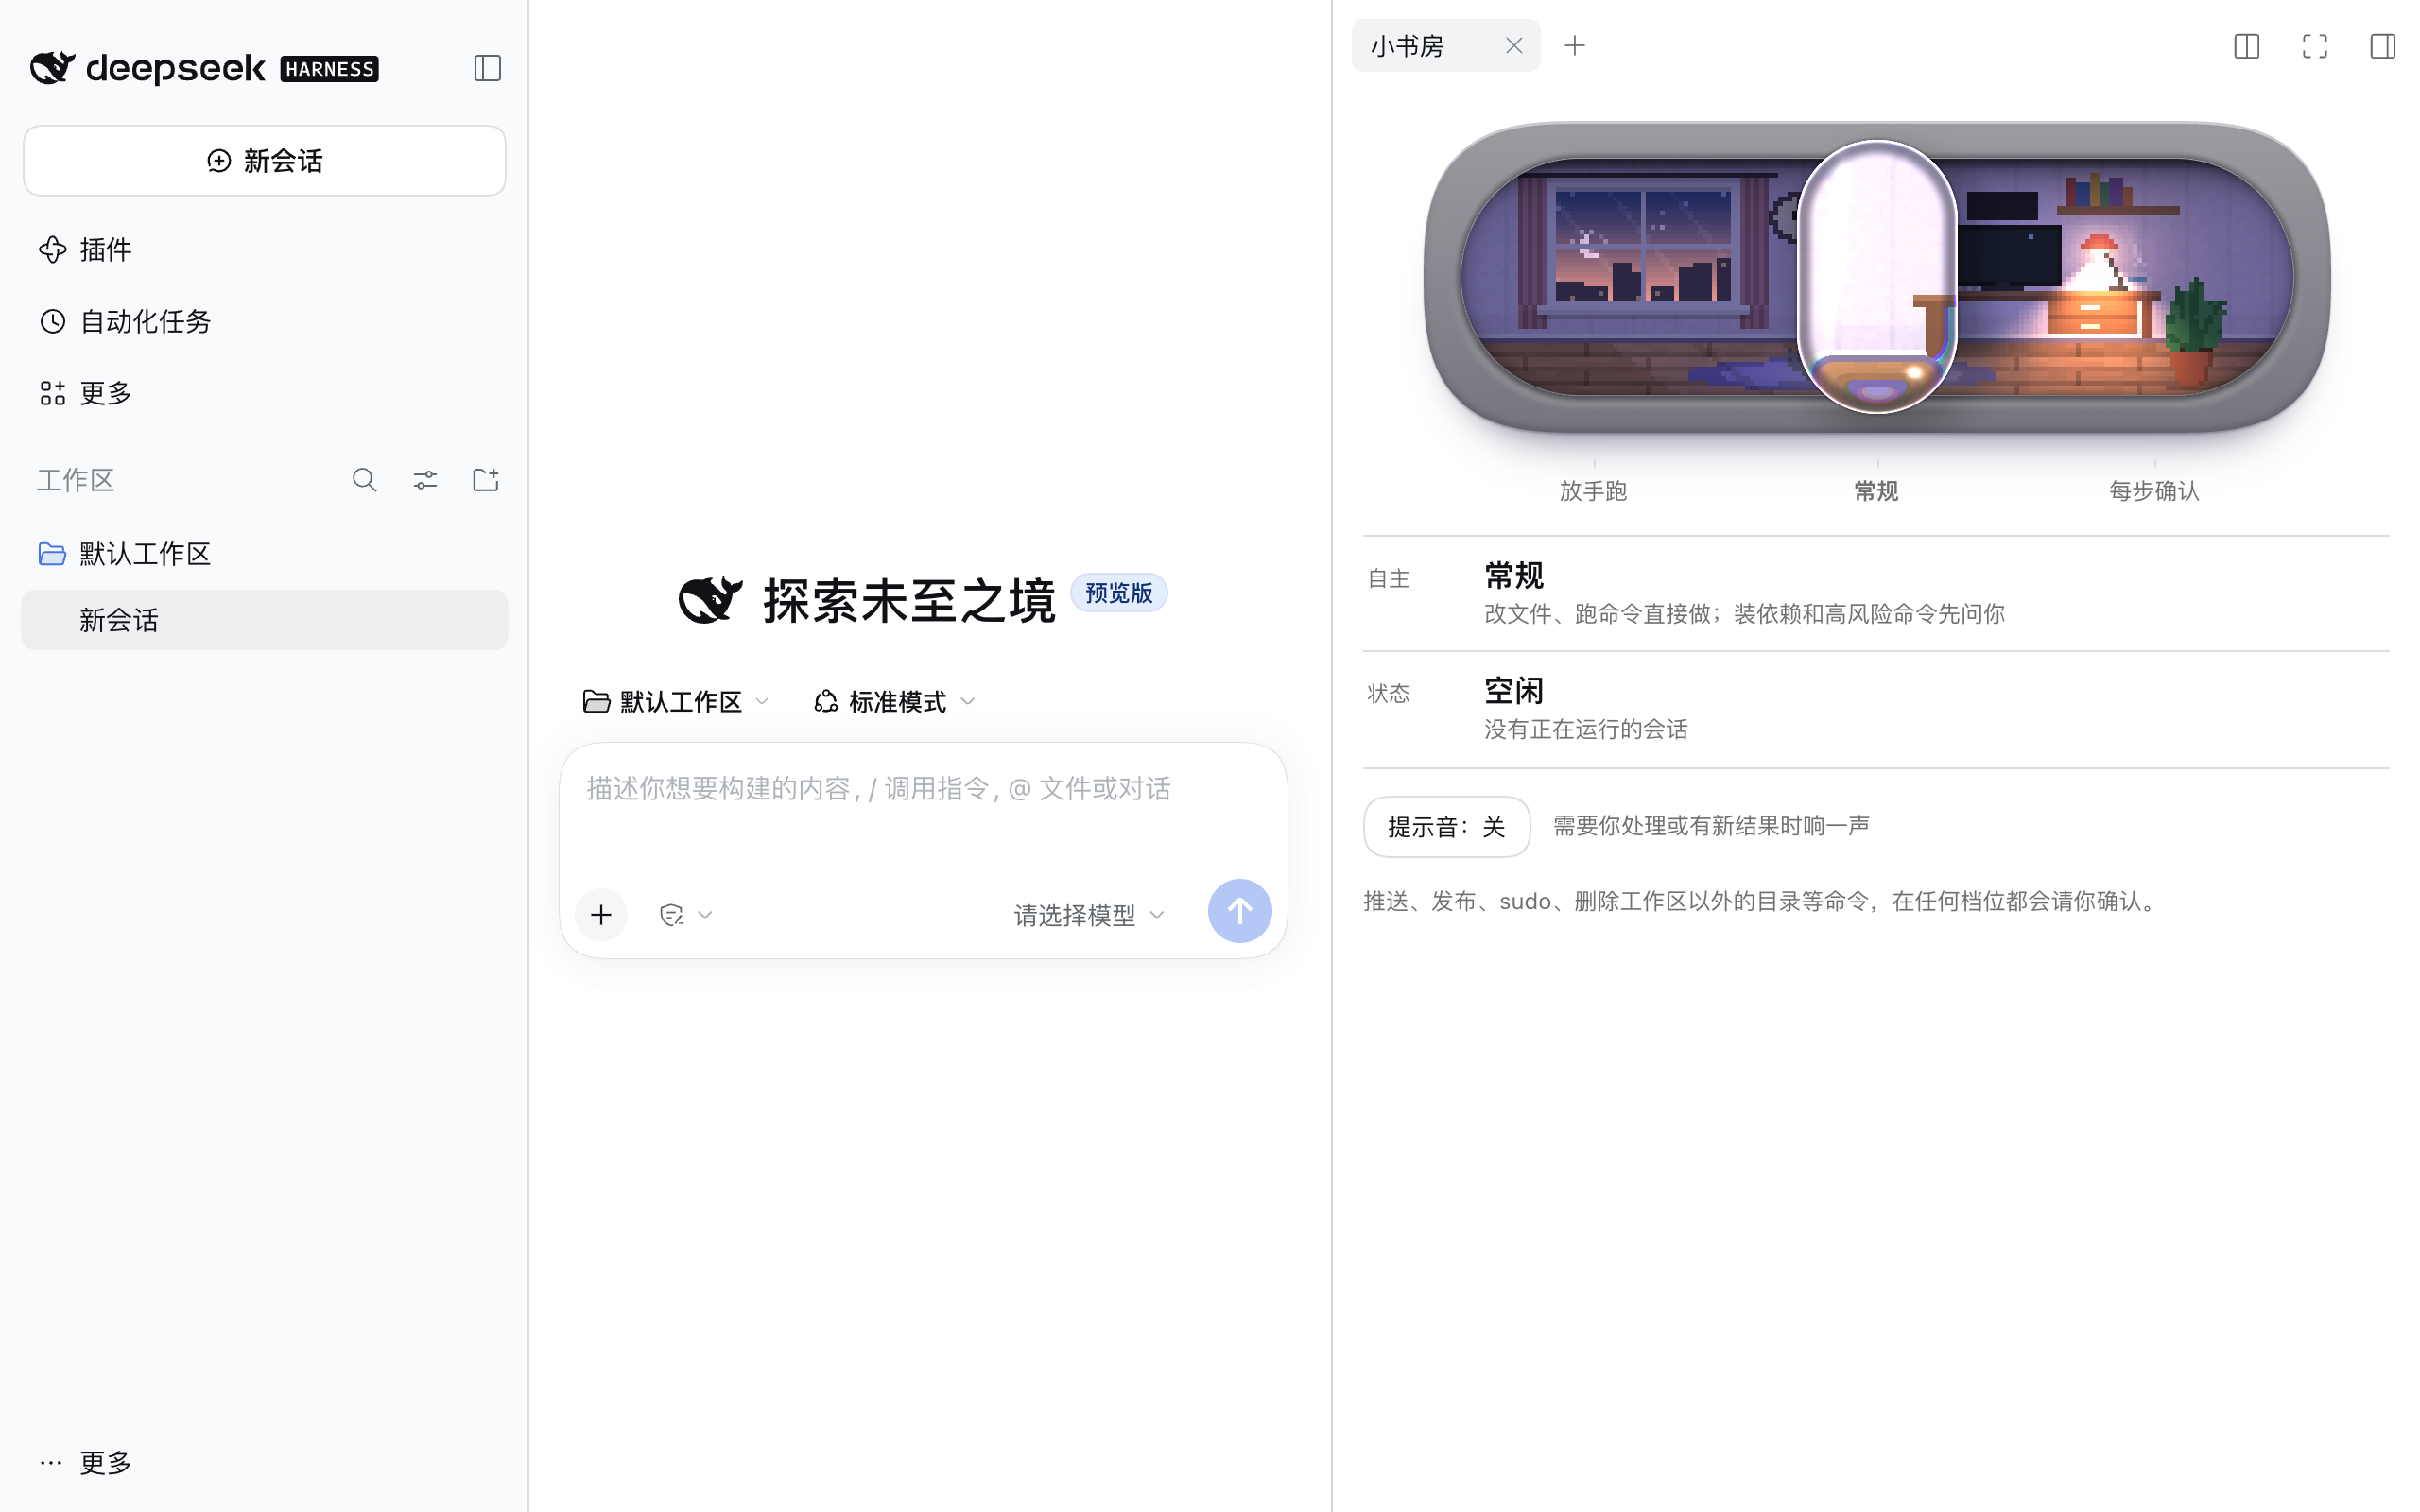 deepseek HARNESS
新会话
插件
自动化任务
更多
工作区
默认工作区
新会话
更多
探索未至之境 预览版
默认工作区 标准模式
描述你想要构建的内容, / 调用指令, @ 文件或对话
请选择模型
小书房
放手跑 常规 每步确认
自主 常规
改文件、跑命令直接做；装依赖和高风险命令先问你
状态 空闲
没有正在运行的会话
提示音：关 需要你处理或有新结果时响一声
推送、发布、sudo、删除工作区以外的目录等命令，在任何档位都会请你确认。